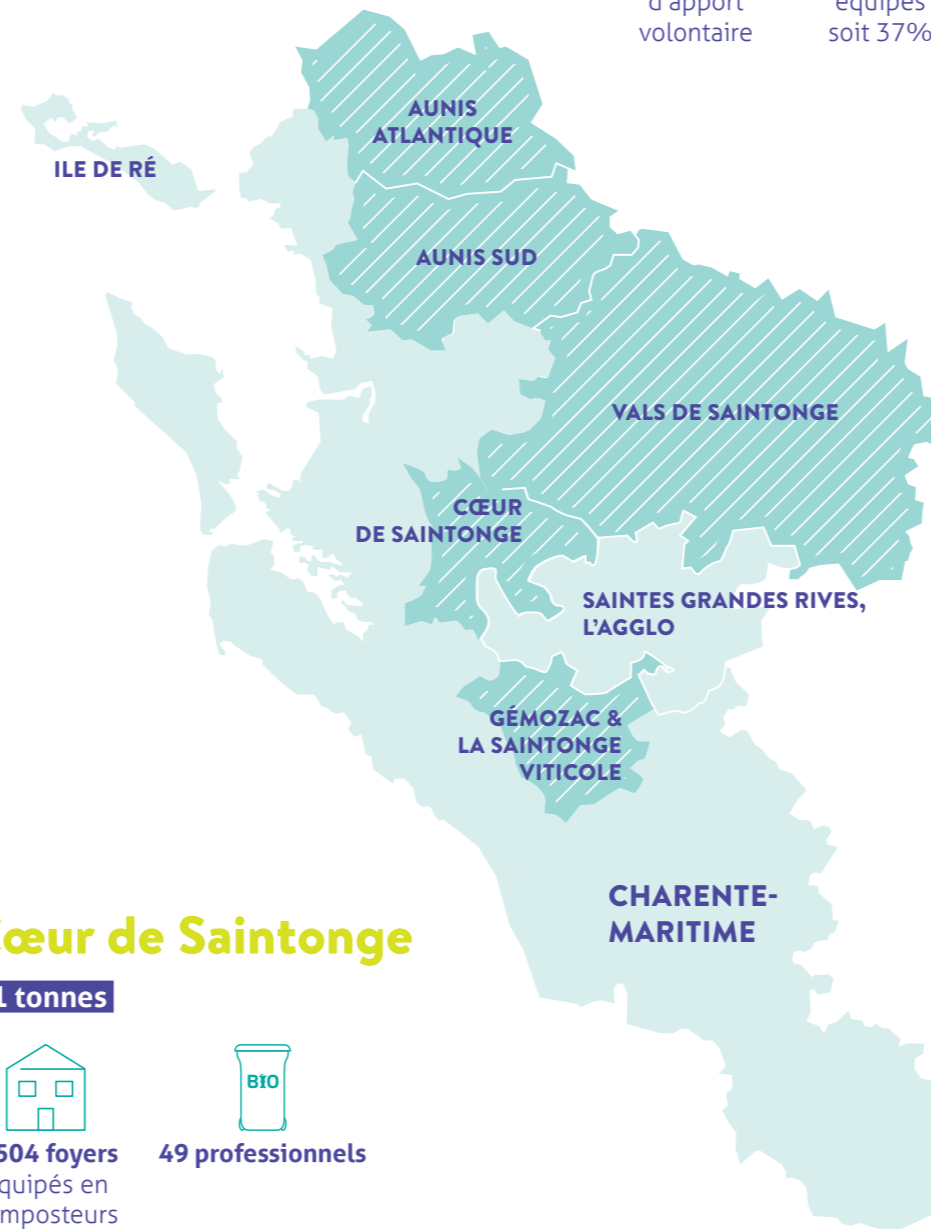 d'apport
volontaire
équipés
soit 37%
AUNIS
ATLANTIQUE
ILE DE RÉ
AUNIS SUD
VALS DE SAINTONGE
CŒUR
DE SAINTONGE
SAINTES GRANDES RIVES,
L'AGGLO
GÉMOZAC &
LA SAINTONGE
VITICOLE
CHARENTE-
MARITIME
œur de Saintonge
1 tonnes
BIO
504 foyers
quipés en
mposteurs
49 professionnels